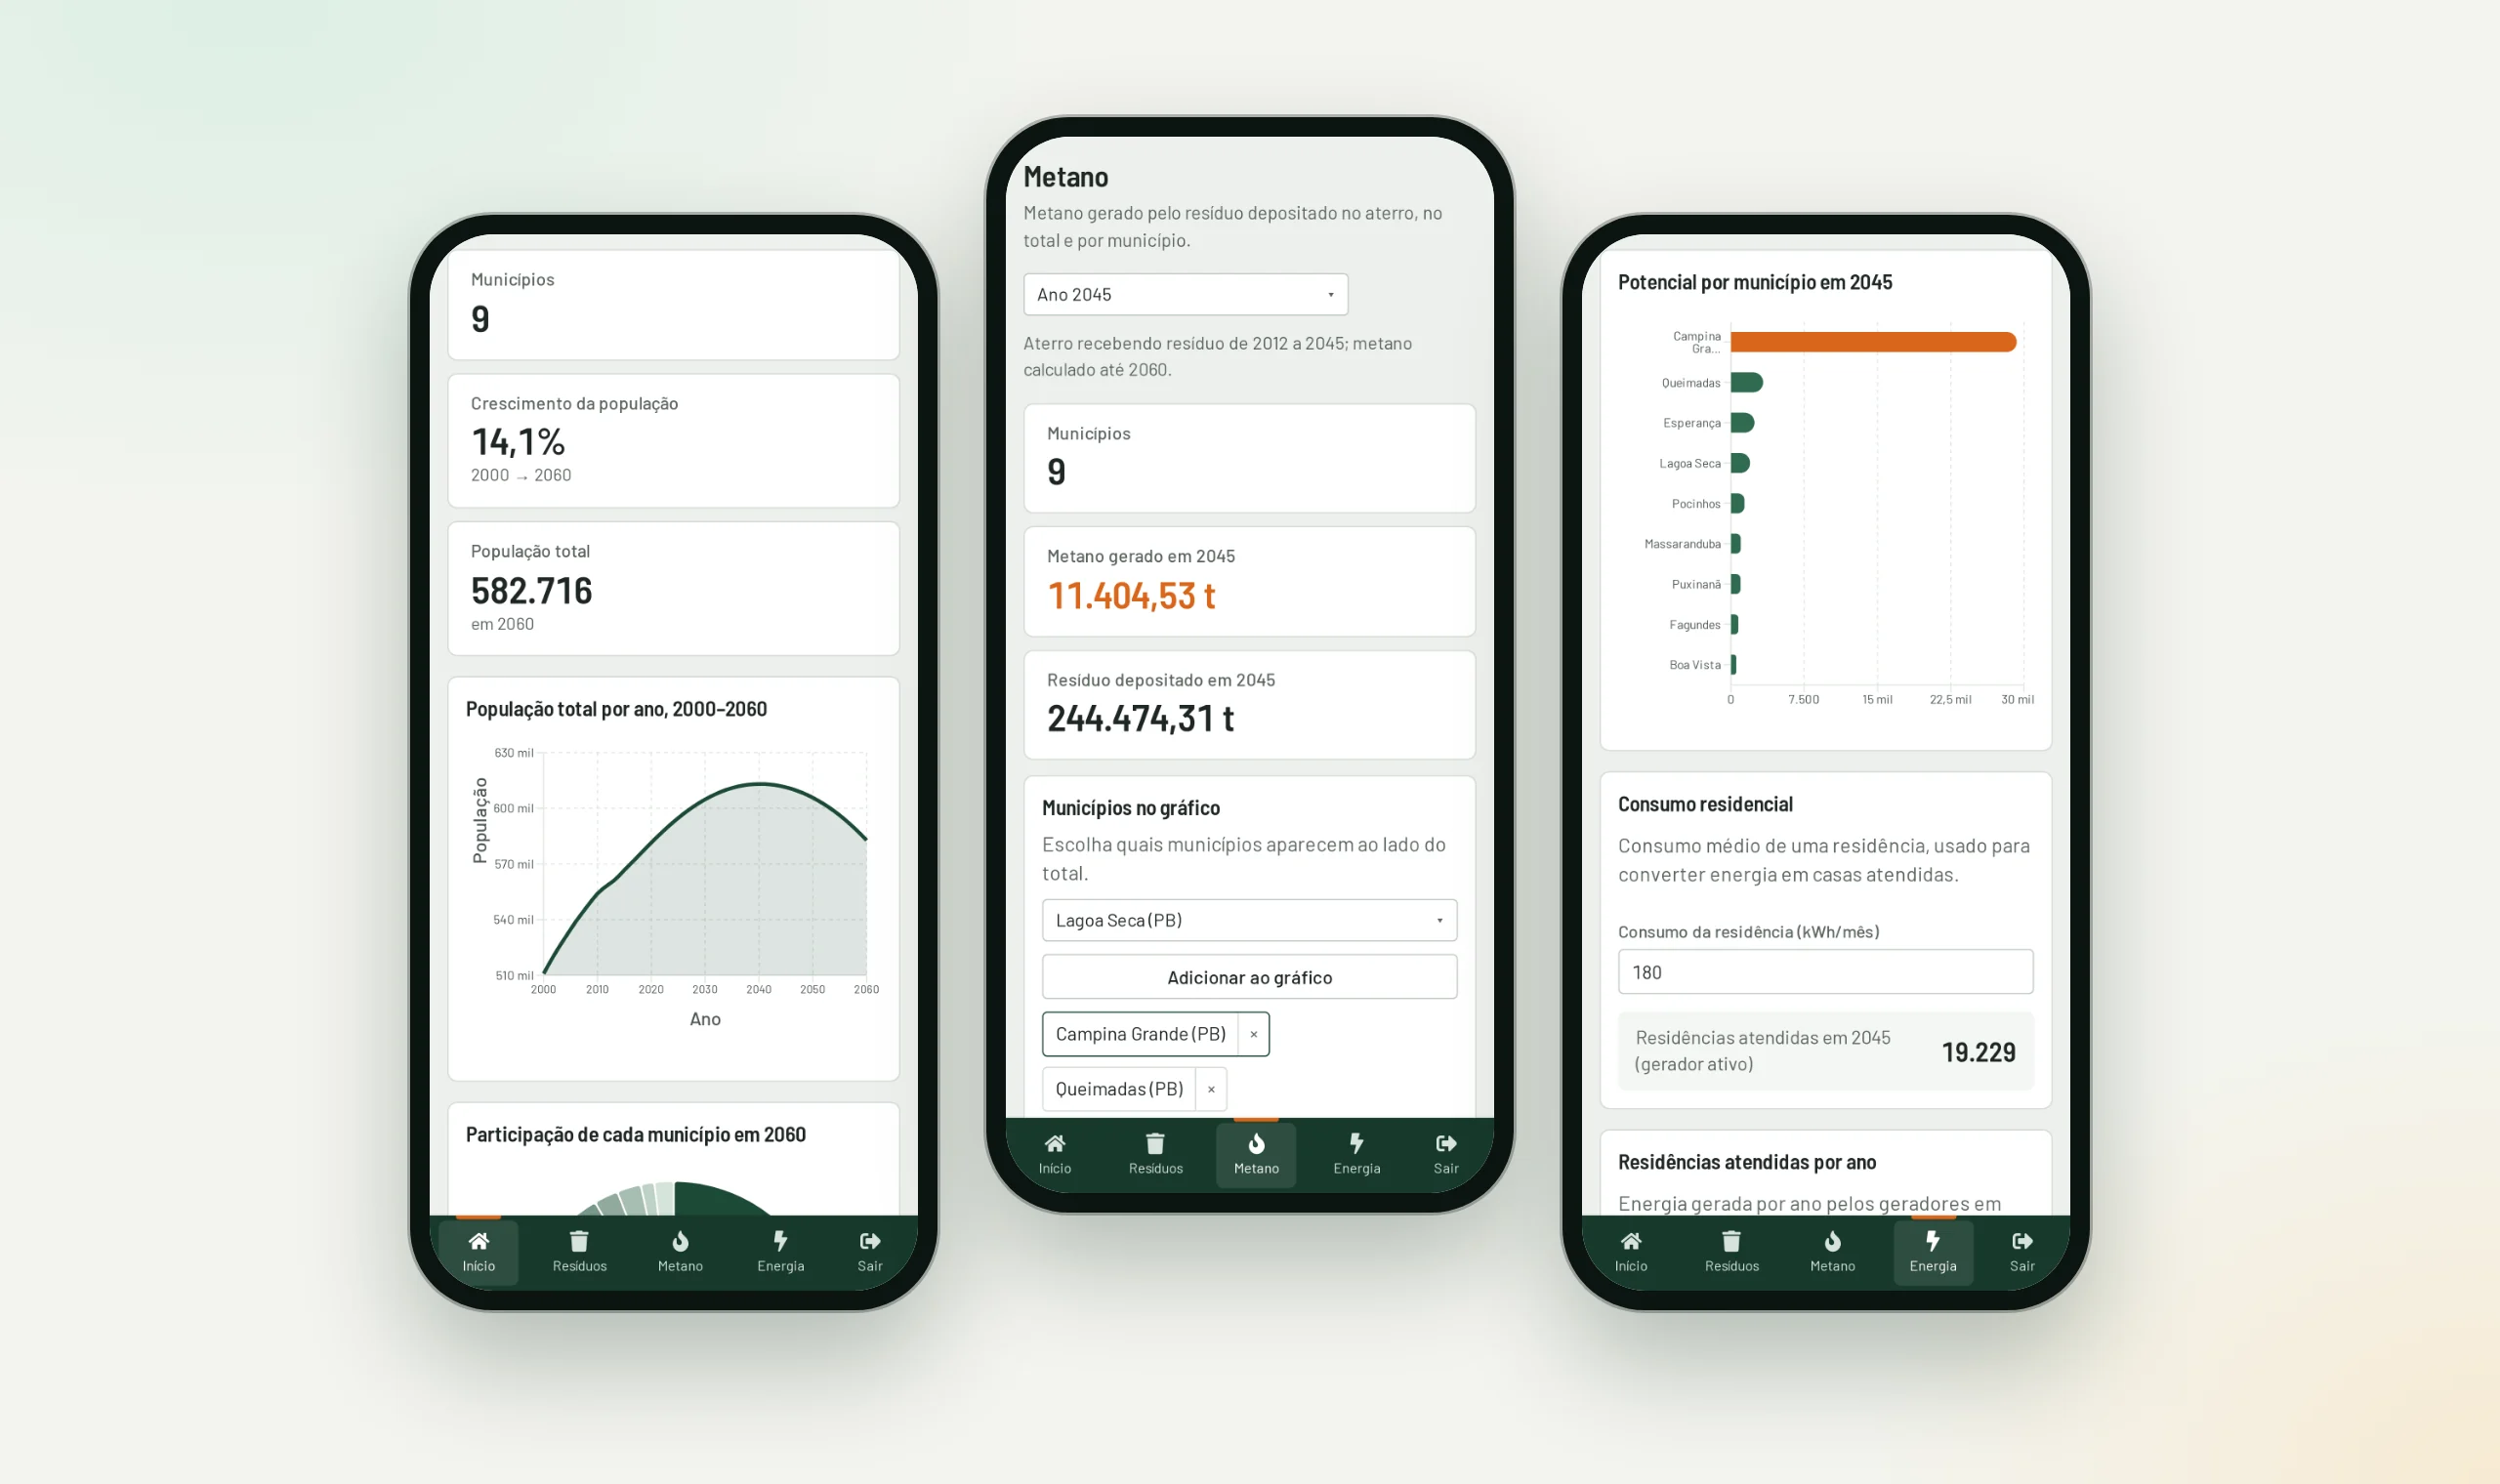 Municípios
9
Crescimento da população
14,1%
2000 → 2060
População total
582.716
em 2060
População total por ano, 2000–2060
População
630 mil
600 mil
570 mil
540 mil
510 mil
2000 2010 2020 2030 2040 2050 2060
Ano
Participação de cada município em 2060
Início Resíduos Metano Energia Sair
Metano
Metano gerado pelo resíduo depositado no aterro, no
total e por município.
Ano 2045
Aterro recebendo resíduo de 2012 a 2045; metano
calculado até 2060.
Municípios
9
Metano gerado em 2045
11.404,53 t
Resíduo depositado em 2045
244.474,31 t
Municípios no gráfico
Escolha quais municípios aparecem ao lado do
total.
Lagoa Seca (PB)
Adicionar ao gráfico
Campina Grande (PB) ×
Queimadas (PB) ×
Início Resíduos Metano Energia Sair
Potencial por município em 2045
Campina
Gra...
Queimadas
Esperança
Lagoa Seca
Pocinhos
Massaranduba
Puxinanã
Fagundes
Boa Vista
0 7.500 15 mil 22,5 mil 30 mil
Consumo residencial
Consumo médio de uma residência, usado para
converter energia em casas atendidas.
Consumo da residência (kWh/mês)
180
Residências atendidas em 2045
(gerador ativo)
19.229
Residências atendidas por ano
Energia gerada por ano pelos geradores em
Início Resíduos Metano Energia Sair